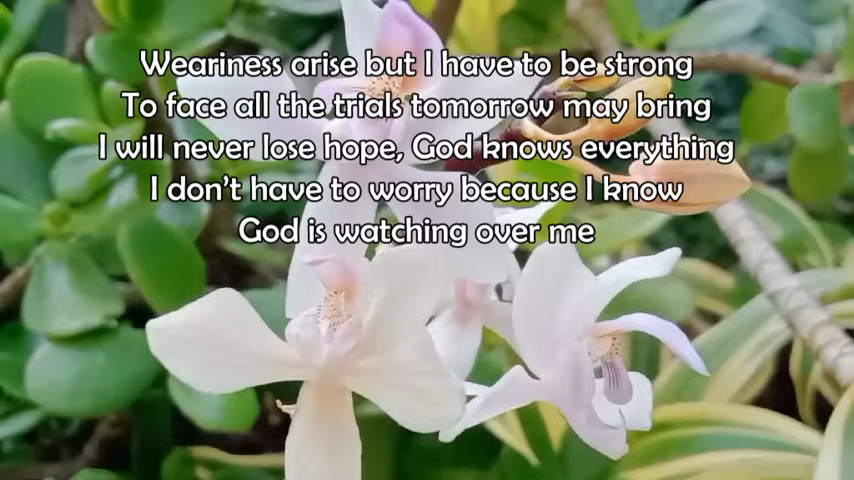 Weariness arise but I have to be strong
To face all the trials tomorrow may bring
I will never lose hope, God knows everything
I don't have to worry because I know
God is watching over me